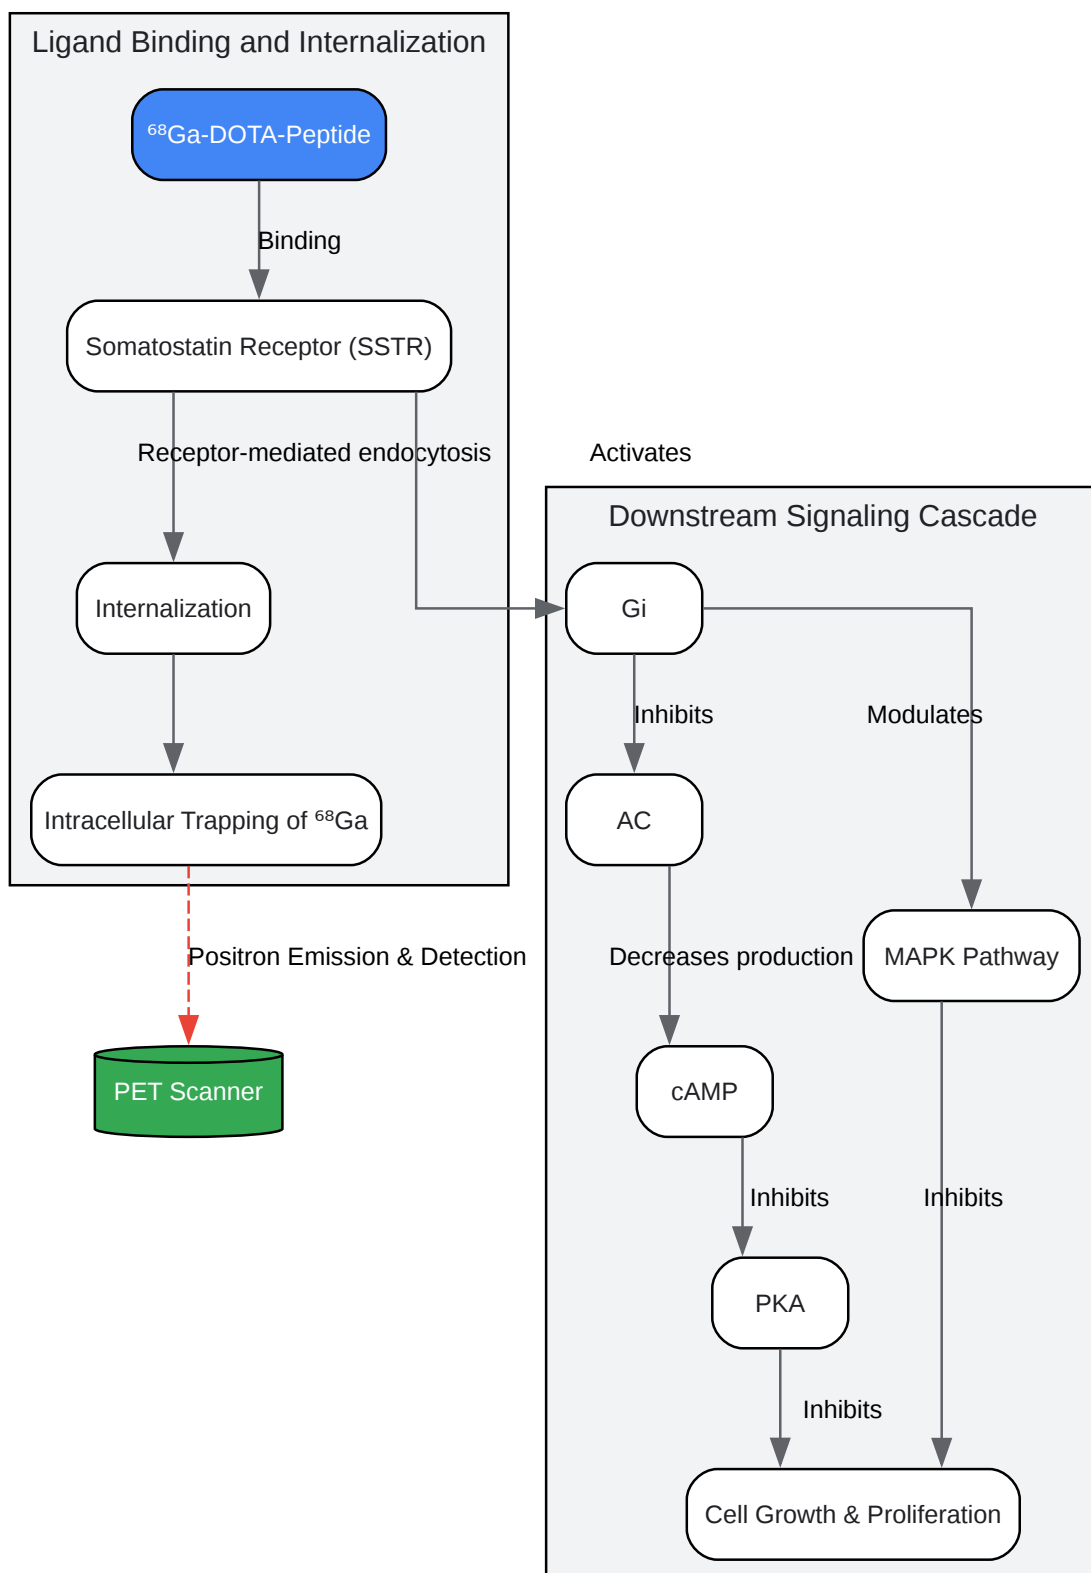 Ligand Binding and Internalization
⁶⁸Ga-DOTA-Peptide
Binding
Somatostatin Receptor (SSTR)
Receptor-mediated endocytosis
Activates
Downstream Signaling Cascade
Internalization
Gi
Inhibits
Modulates
Intracellular Trapping of ⁶⁸Ga
AC
Positron Emission & Detection
Decreases production
MAPK Pathway
PET Scanner
cAMP
Inhibits
Inhibits
PKA
Inhibits
Cell Growth & Proliferation